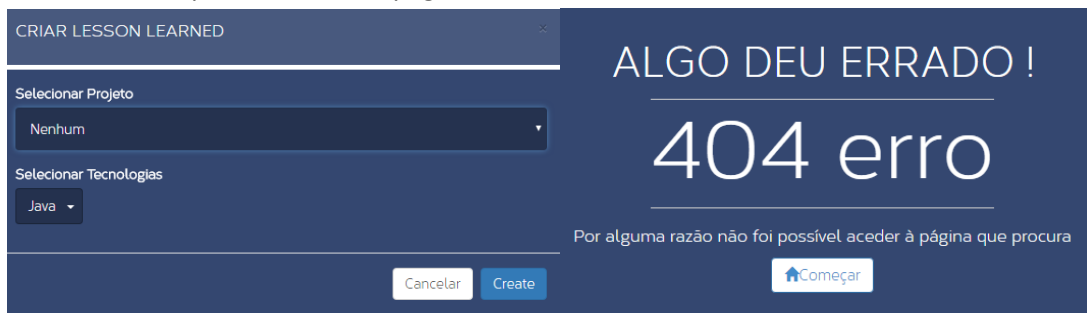 CRIAR LESSON LEARNED
×
Selecionar Projeto
Nenhum
Selecionar Tecnologias
Java
Cancelar
Create
ALGO DEU ERRADO !
404 erro
Por alguma razão não foi possível aceder à página que procura
Começar